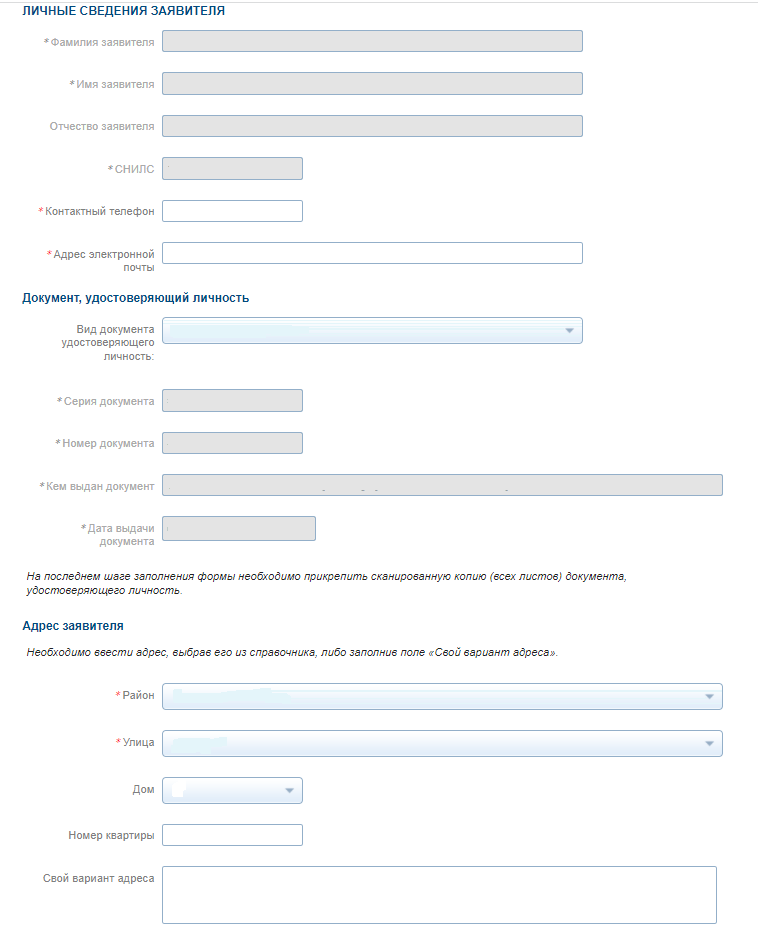 ЛИЧНЫЕ СВЕДЕНИЯ ЗАЯВИТЕЛЯ
* Фамилия заявителя
* Имя заявителя
Отчество заявителя
* СНИЛС
* Контактный телефон
* Адрес электронной
почты
Документ, удостоверяющий личность
Вид документа
удостоверяющего
личность:
* Серия документа
* Номер документа
* Кем выдан документ
* Дата выдачи
документа
На последнем шаге заполнения формы необходимо прикрепить сканированную копию (всех листов) документа,
удостоверяющего личность.
Адрес заявителя
Необходимо ввести адрес, выбрав его из справочника, либо заполнив поле «Свой вариант адреса».
* Район
* Улица
Дом
Номер квартиры
Свой вариант адреса